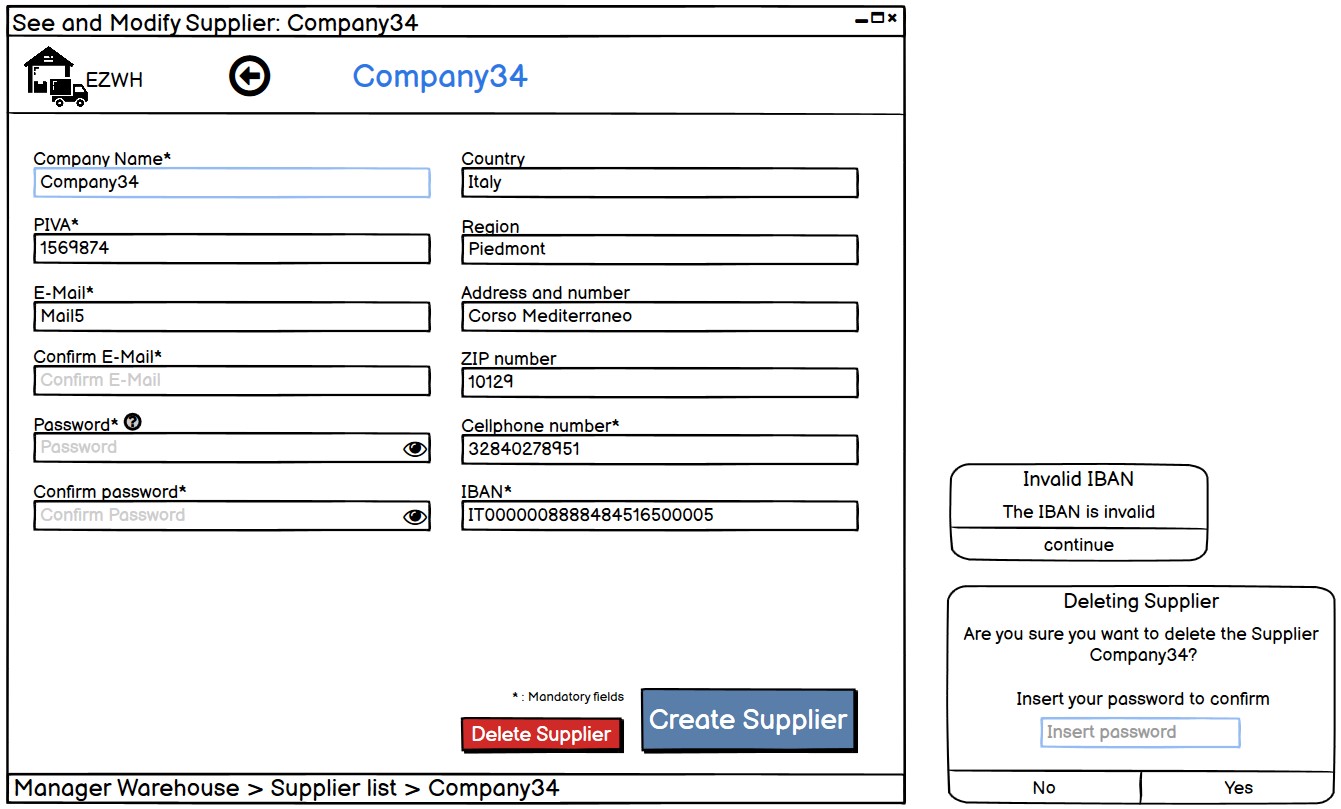 See and Modify Supplier: Company34
EZWH
Company34
Company Name*
Company34
PIVA*
1569874
E-Mail*
Mail5
Confirm E-Mail*
Confirm E-Mail
Password*
?
Password
Confirm password*
Confirm Password
Country
Italy
Region
Piedmont
Address and number
Corso Mediterraneo
ZIP number
10129
Cellphone number*
32840278951
IBAN*
IT0000008888484516500005
* : Mandatory fields
Delete Supplier
Create Supplier
Manager Warehouse > Supplier list > Company34
Invalid IBAN
The IBAN is invalid
continue
Deleting Supplier
Are you sure you want to delete the Supplier
Company34?
Insert your password to confirm
Insert password
No
Yes